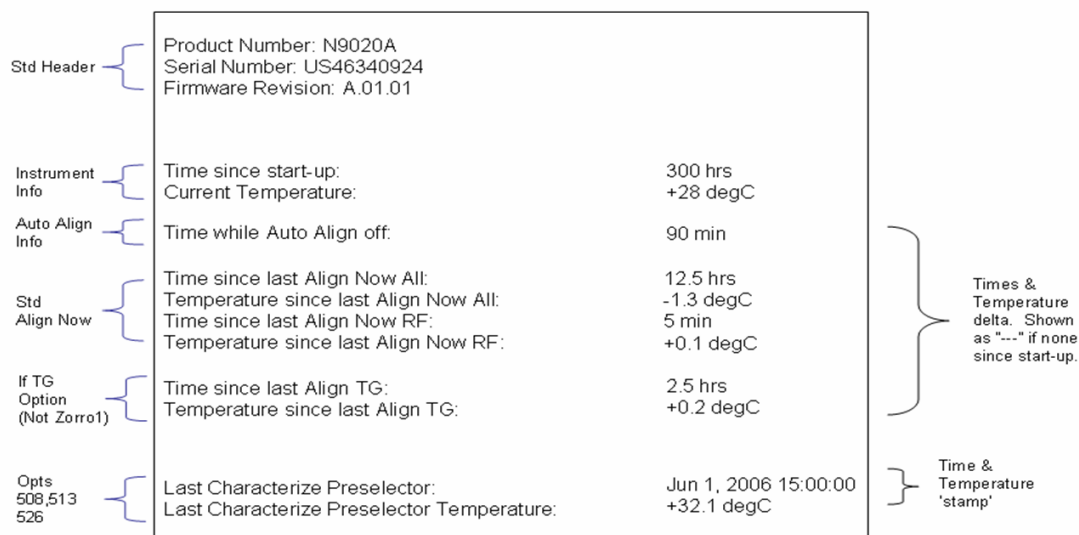 Std Header
Product Number: N9020A
Serial Number: US46340924
Firmware Revision: A.01.01
Instrument
Info
Time since start-up: 300 hrs
Current Temperature: +28 degC
Auto Align
Info
Time while Auto Align off: 90 min
Std
Align Now
Time since last Align Now All: 12.5 hrs
Temperature since last Align Now All: -1.3 degC
Time since last Align Now RF: 5 min
Temperature since last Align Now RF: +0.1 degC
If TG
Option
(Not Zorro1)
Time since last Align TG: 2.5 hrs
Temperature since last Align TG: +0.2 degC
Times &
Temperature
delta. Shown
as "---" if none
since start-up.
Opts
508,513
526
Last Characterize Preselector: Jun 1, 2006 15:00:00
Last Characterize Preselector Temperature: +32.1 degC
Time &
Temperature
'stamp'